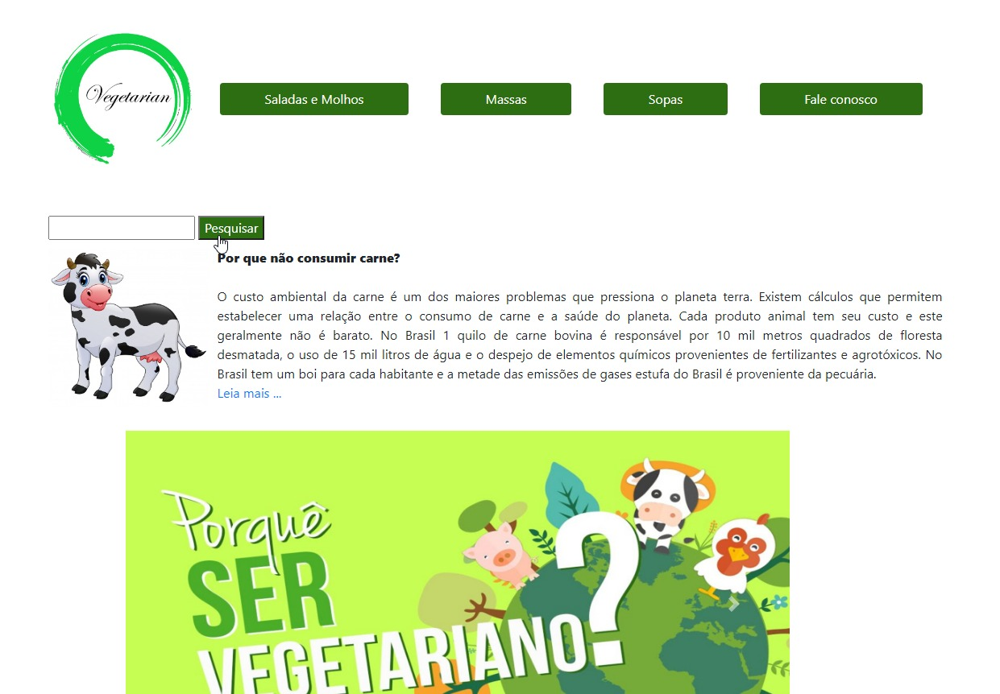 Vegetarian
Saladas e Molhos
Massas
Sopas
Fale conosco
Pesquisar
Por que não consumir carne?
O custo ambiental da carne é um dos maiores problemas que pressiona o planeta terra. Existem cálculos que permitem
estabelecer uma relação entre o consumo de carne e a saúde do planeta. Cada produto animal tem seu custo e este
geralmente não é barato. No Brasil 1 quilo de carne bovina é responsável por 10 mil metros quadrados de floresta
desmatada, o uso de 15 mil litros de água e o despejo de elementos químicos provenientes de fertilizantes e agrotóxicos. No
Brasil tem um boi para cada habitante e a metade das emissões de gases estufa do Brasil é proveniente da pecuária.
Leia mais ...
Porquê
SER
VEGETARIANO?